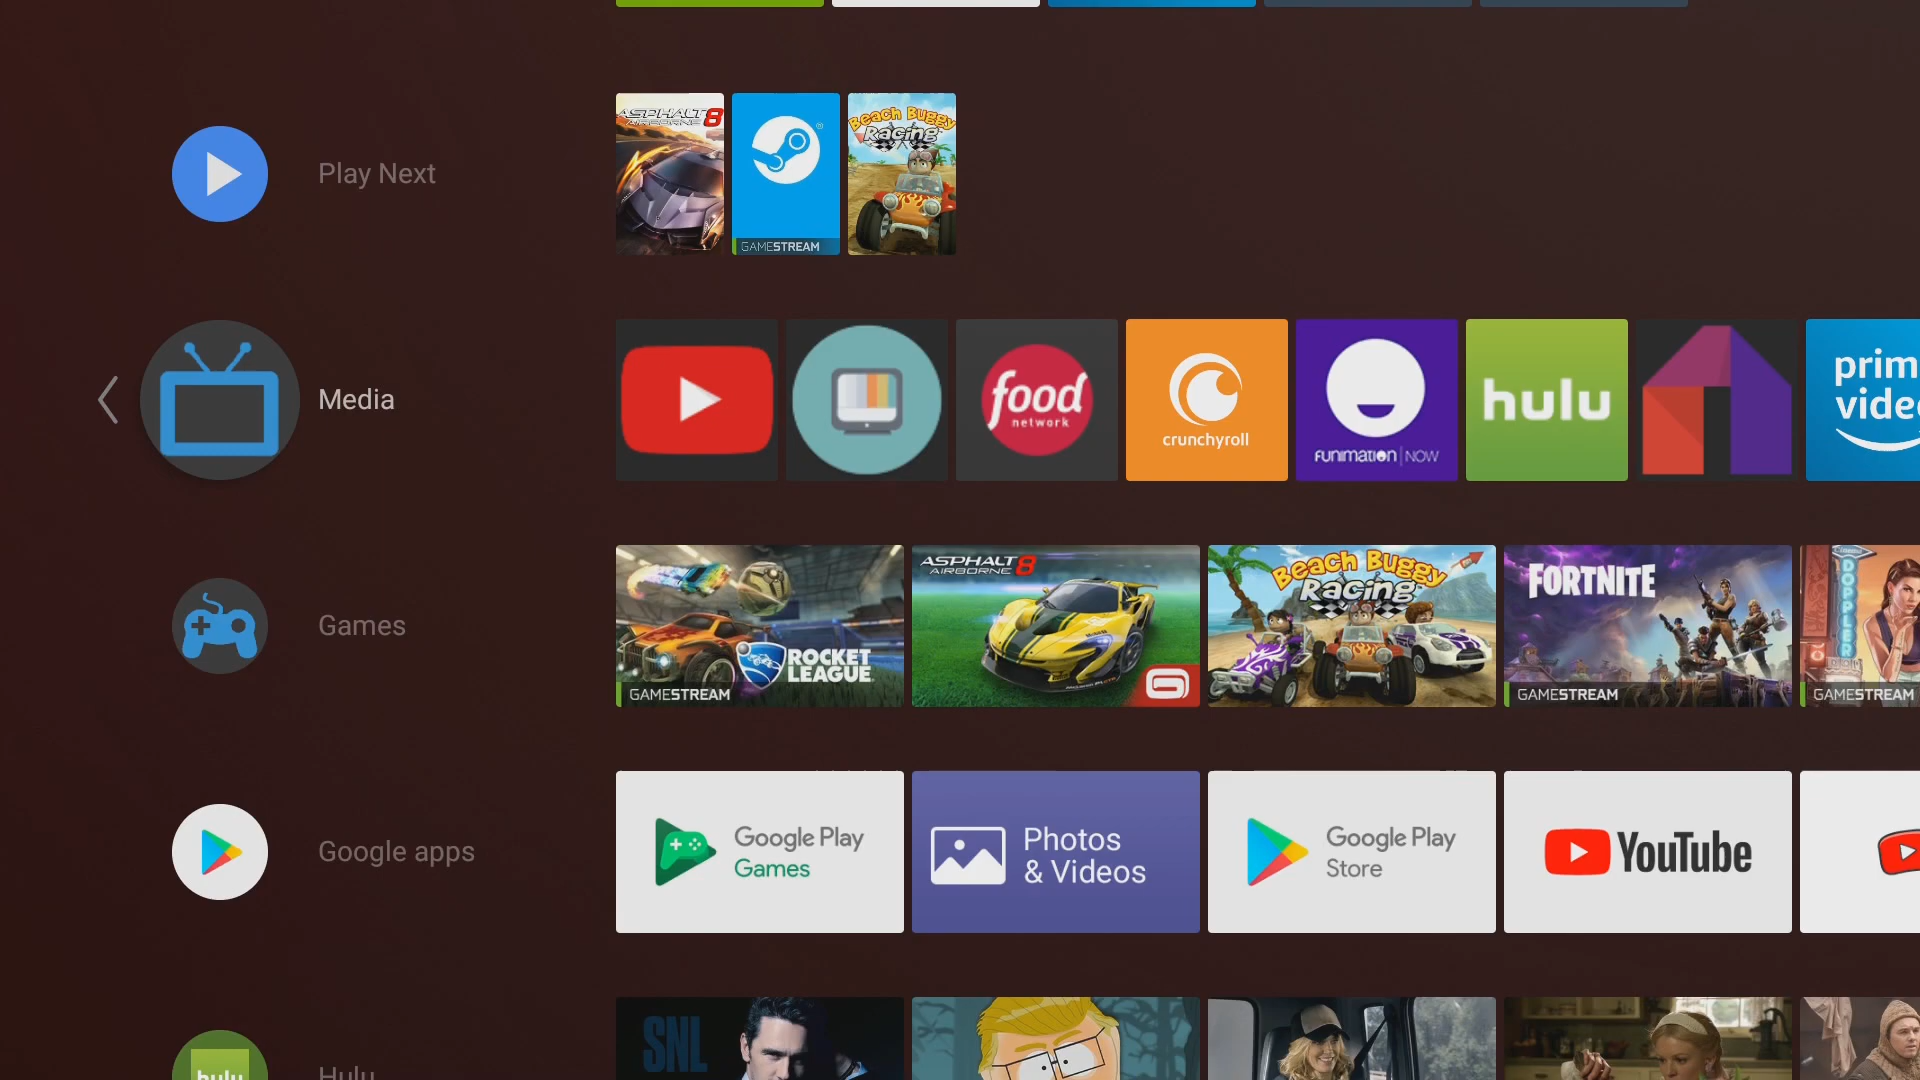 Play Next
ASPHALT 8
AIRBORNE
GAMESTREAM
Beach Buggy
Racing
Media
food
network
crunchyroll
FUNIMATION | NOW
hulu
prim
vide
Games
ROCKET
LEAGUE
GAMESTREAM
ASPHALT 8
AIRBORNE
Beach Buggy
Racing
FORTNITE
GAMESTREAM
DOPPLER
GAMESTREAM
Google apps
Google Play
Games
Photos
& Videos
Google Play
Store
YouTube
hulu
Hulu
SNL